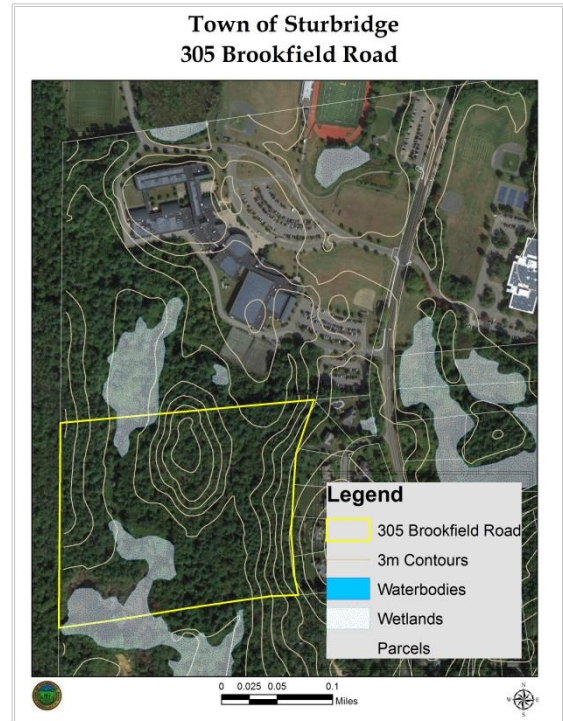 Town of Sturbridge
305 Brookfield Road
Legend
305 Brookfield Road
3m Contours
Waterbodies
Wetlands
Parcels
0 0.025 0.05 0.1
Miles
N
W E
S